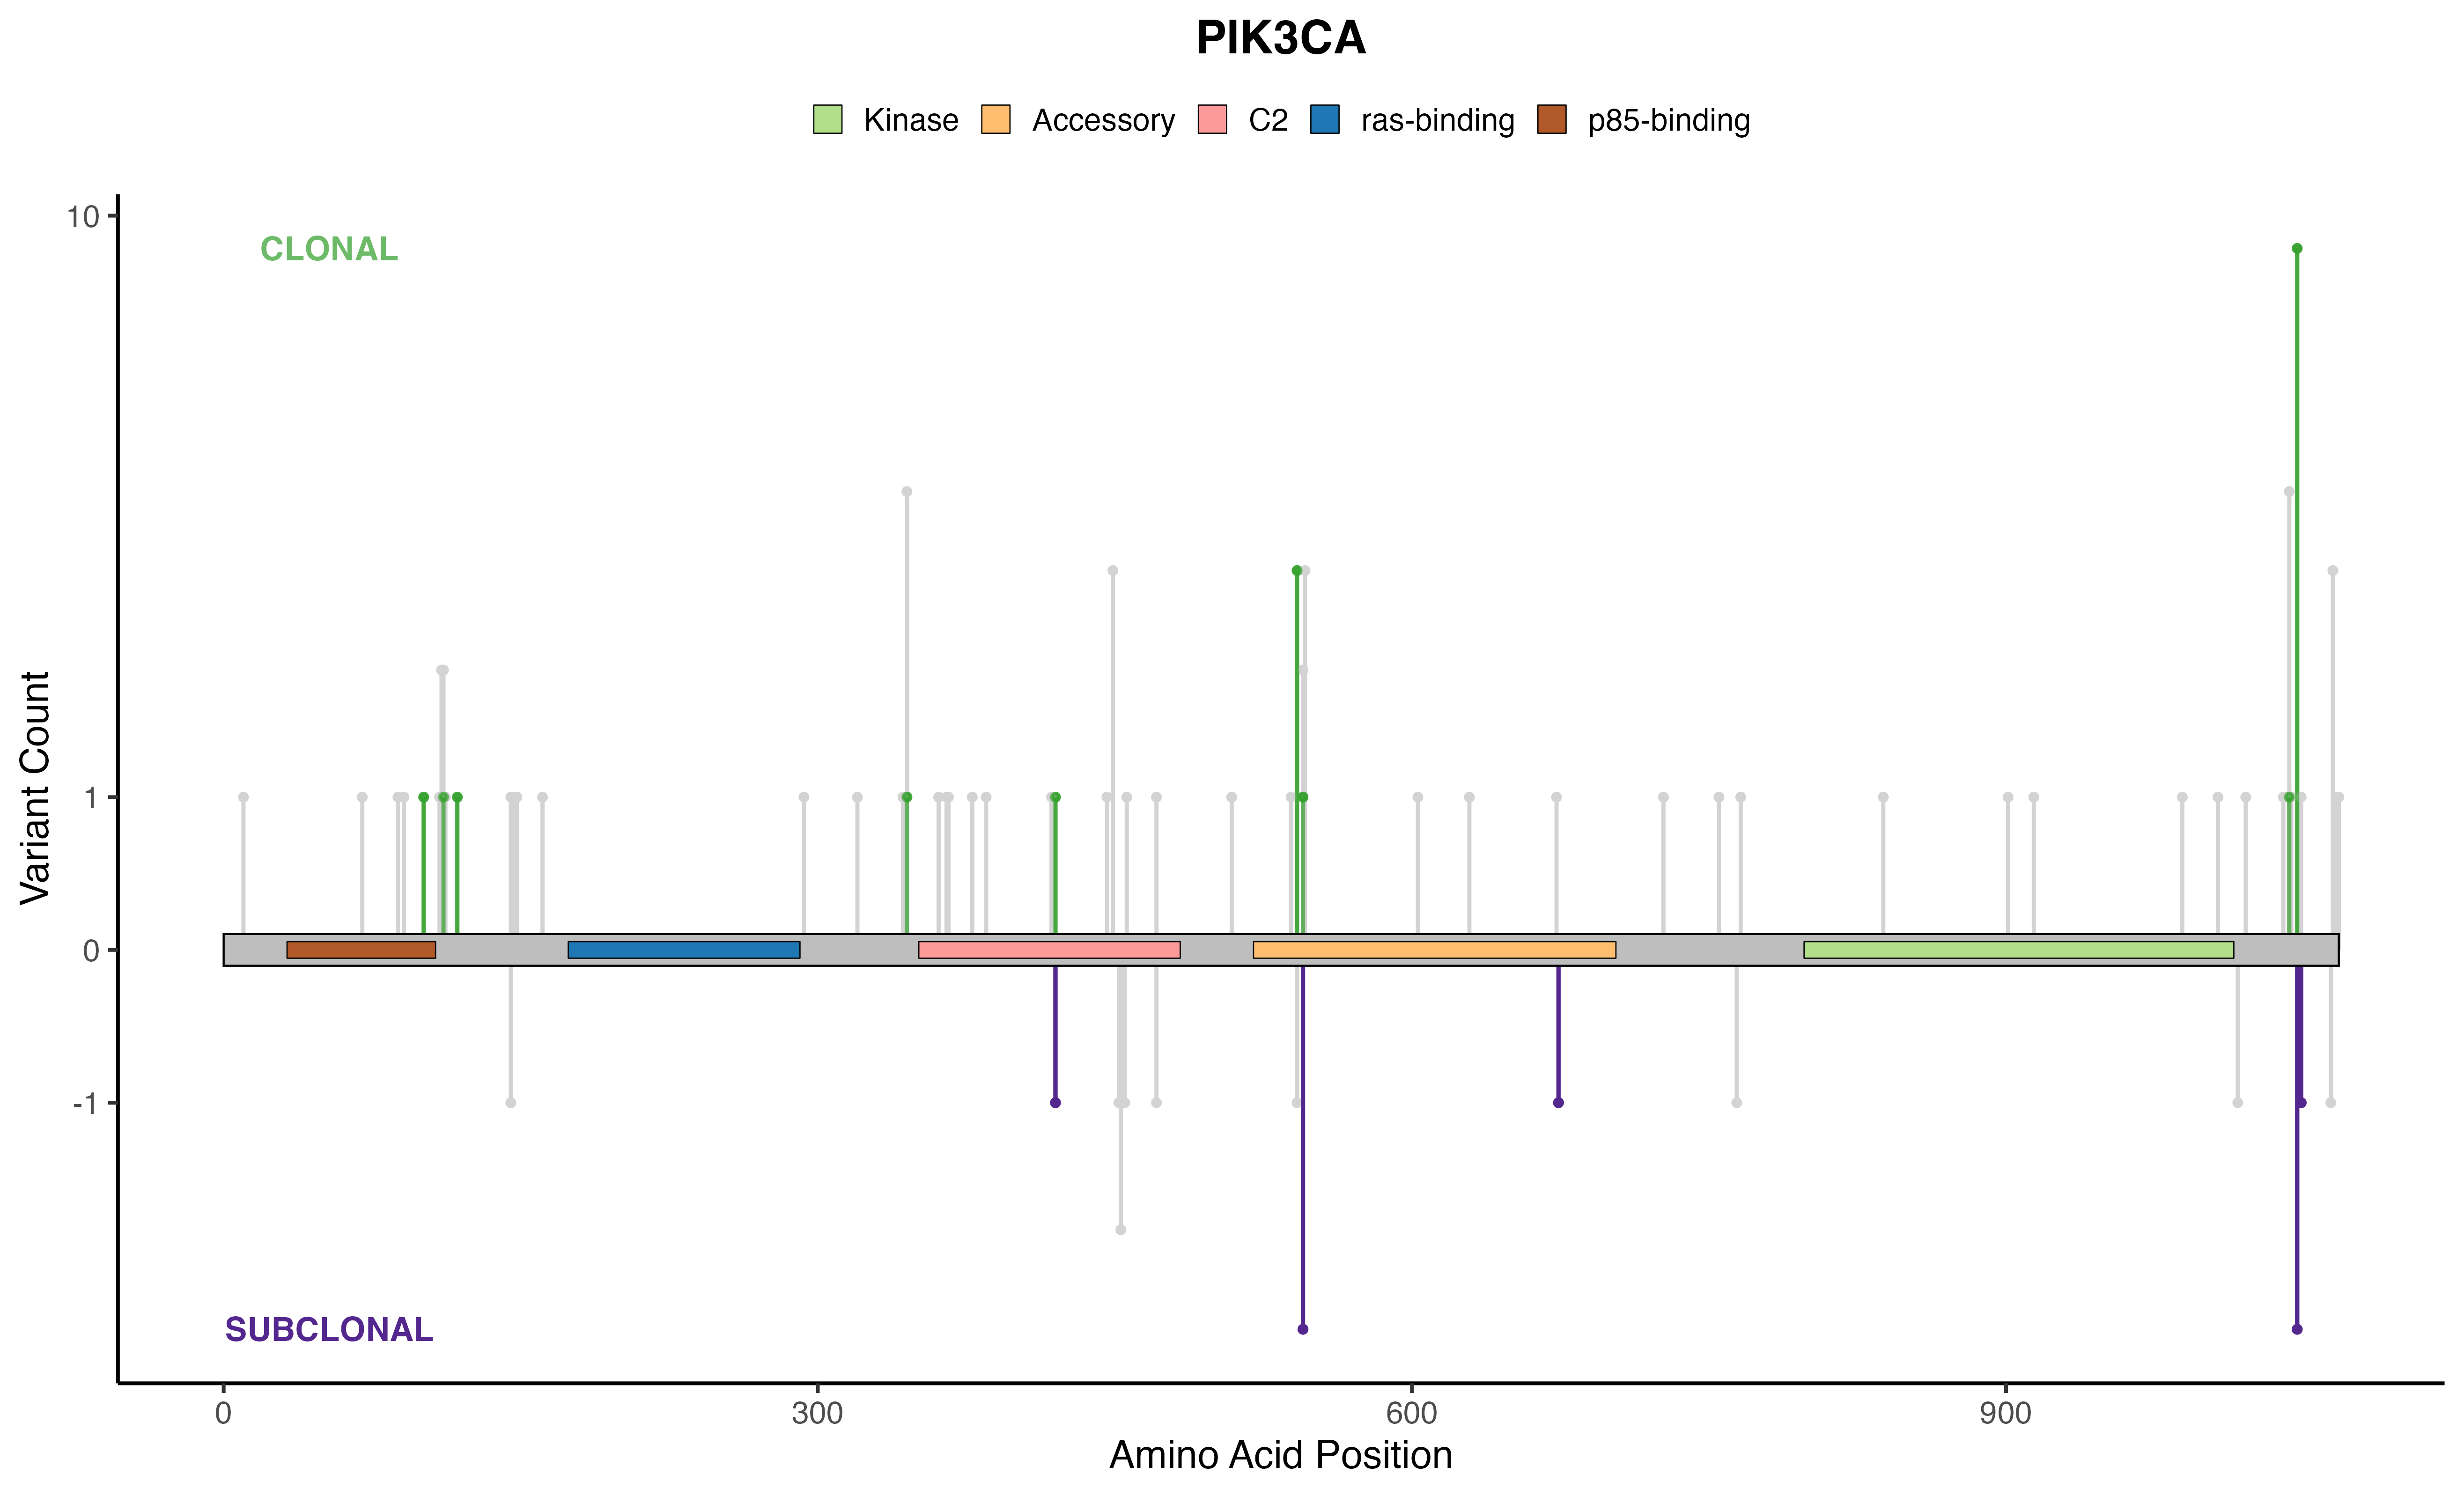 PIK3CA
Kinase Accessory C2 ras-binding p85-binding
10
CLONAL
Variant Count
1
0
-1
SUBCLONAL
0 300 600 900
Amino Acid Position